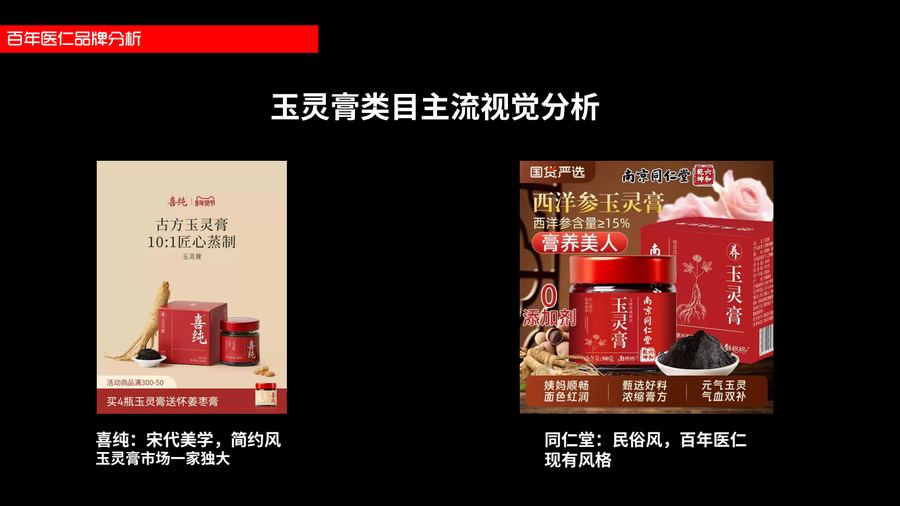 百年医仁品牌分析
玉灵膏类目主流视觉分析
喜纯
古方玉灵膏
10:1匠心蒸制
玉灵膏
喜纯
喜纯
活动商品满300-50
买4瓶玉灵膏送怀姜枣膏
喜纯：宋代美学，简约风
玉灵膏市场一家独大
国货严选
南京同仁堂
乾坤
六和
西洋参玉灵膏
西洋参含量≥15%
膏养美人
0
添加剂
南京同仁堂
玉灵膏
养
玉灵膏
姨妈顺畅
面色红润
甄选好料
浓缩膏方
元气玉灵
气血双补
同仁堂：民俗风，百年医仁
现有风格